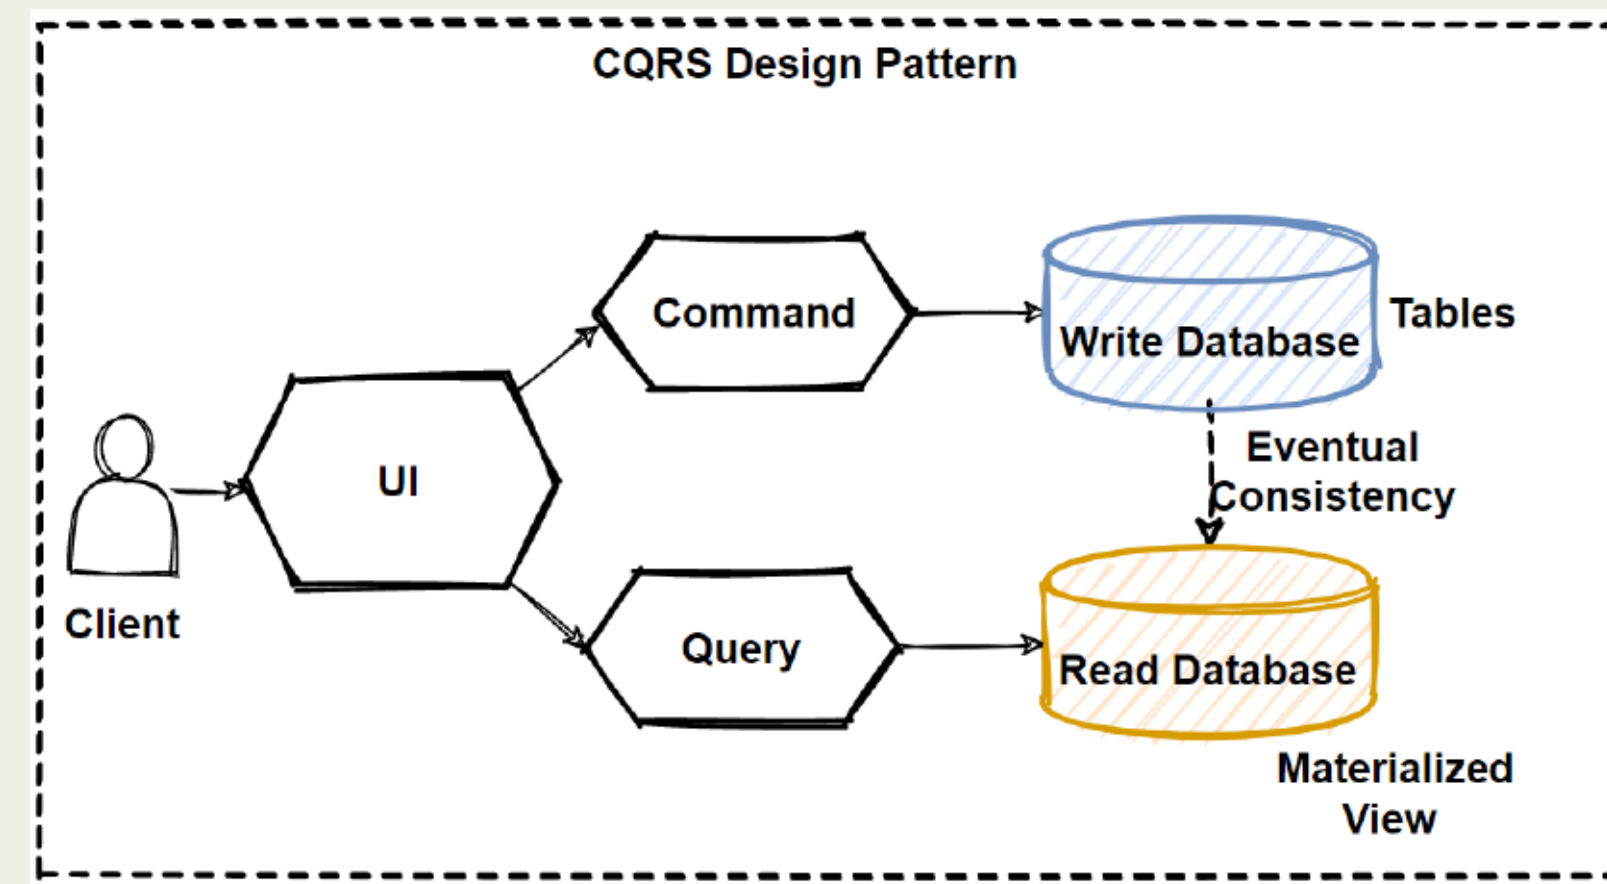 CQRS Design Pattern
Command
Write Database
Tables
Eventual
Consistency
UI
Client
Query
Read Database
Materialized
View